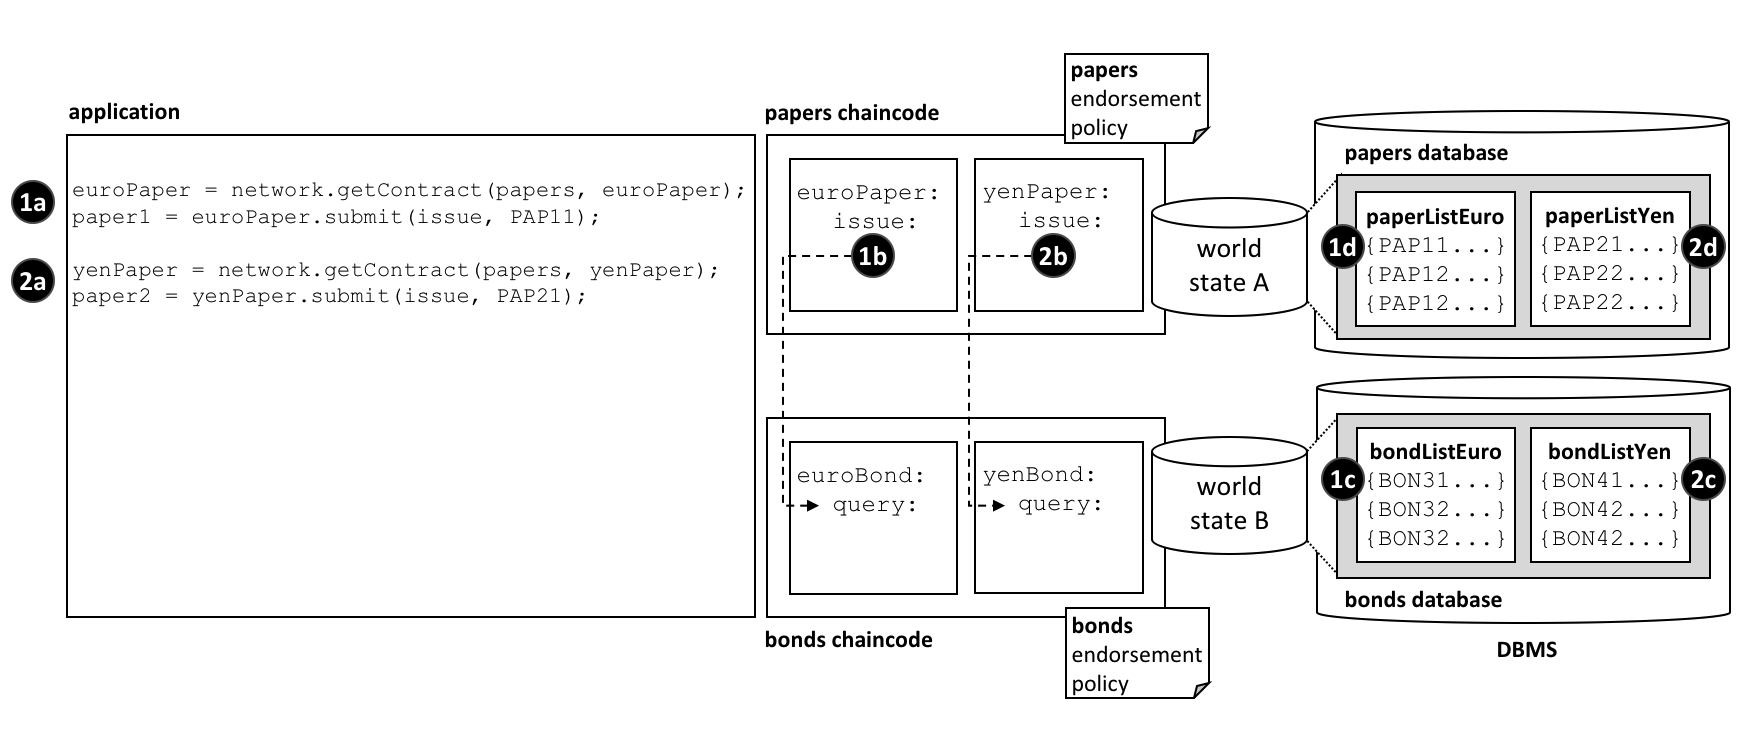 application
1a
euroPaper = network.getContract(papers, euroPaper);
paper1 = euroPaper.submit(issue, PAP11);
2a
yenPaper = network.getContract(papers, yenPaper);
paper2 = yenPaper.submit(issue, PAP21);
papers chaincode
papers
endorsement
policy
euroPaper:
issue:
1b
yenPaper:
issue:
2b
world
state A
papers database
1d
paperListEuro
{PAP11...}
{PAP12...}
{PAP12...}
paperListYen
{PAP21...}
{PAP22...}
{PAP22...}
2d
euroBond:
query:
yenBond:
query:
bonds chaincode
bonds
endorsement
policy
world
state B
1c
bondListEuro
{BON31...}
{BON32...}
{BON32...}
bondListYen
{BON41...}
{BON42...}
{BON42...}
2c
bonds database
DBMS